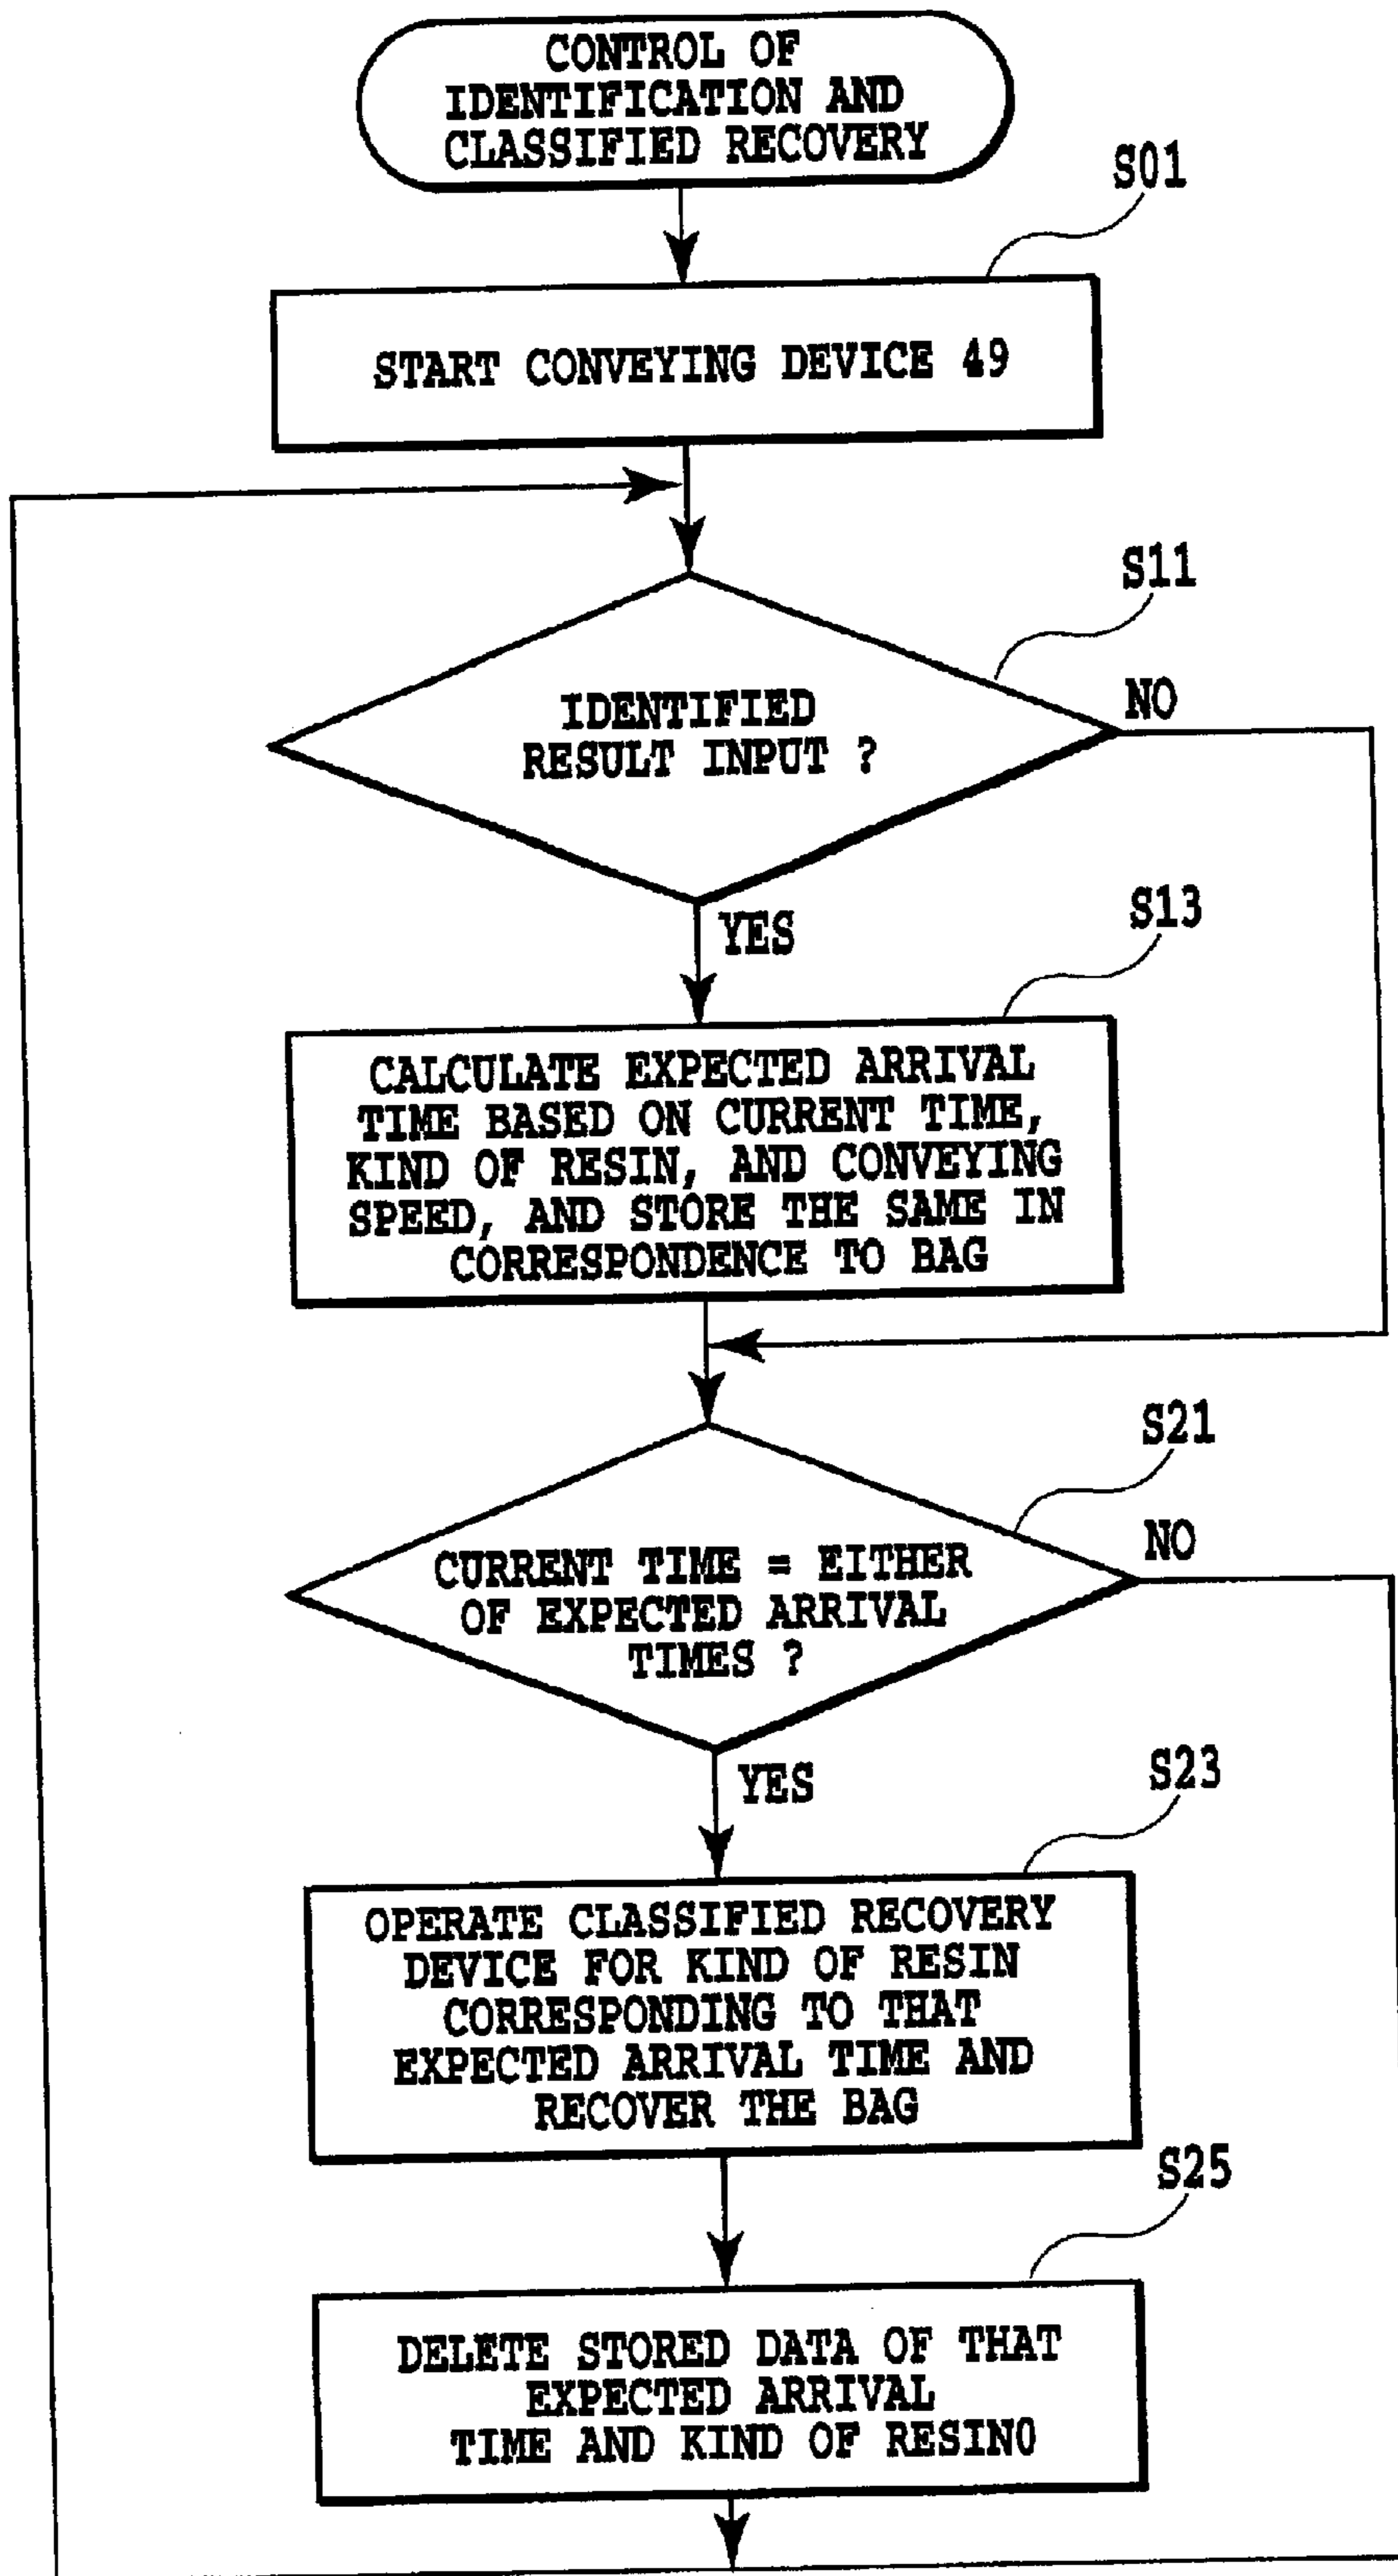 CONTROL OF
IDENTIFICATION AND
CLASSIFIED RECOVERY
S01
START CONVEYING DEVICE 49
S11
IDENTIFIED
RESULT INPUT ?
NO
YES
S13
CALCULATE EXPECTED ARRIVAL
TIME BASED ON CURRENT TIME,
KIND OF RESIN, AND CONVEYING
SPEED, AND STORE THE SAME IN
CORRESPONDENCE TO BAG
S21
CURRENT TIME = EITHER
OF EXPECTED ARRIVAL
TIMES ?
NO
YES
S23
OPERATE CLASSIFIED RECOVERY
DEVICE FOR KIND OF RESIN
CORRESPONDING TO THAT
EXPECTED ARRIVAL TIME AND
RECOVER THE BAG
S25
DELETE STORED DATA OF THAT
EXPECTED ARRIVAL
TIME AND KIND OF RESIN0